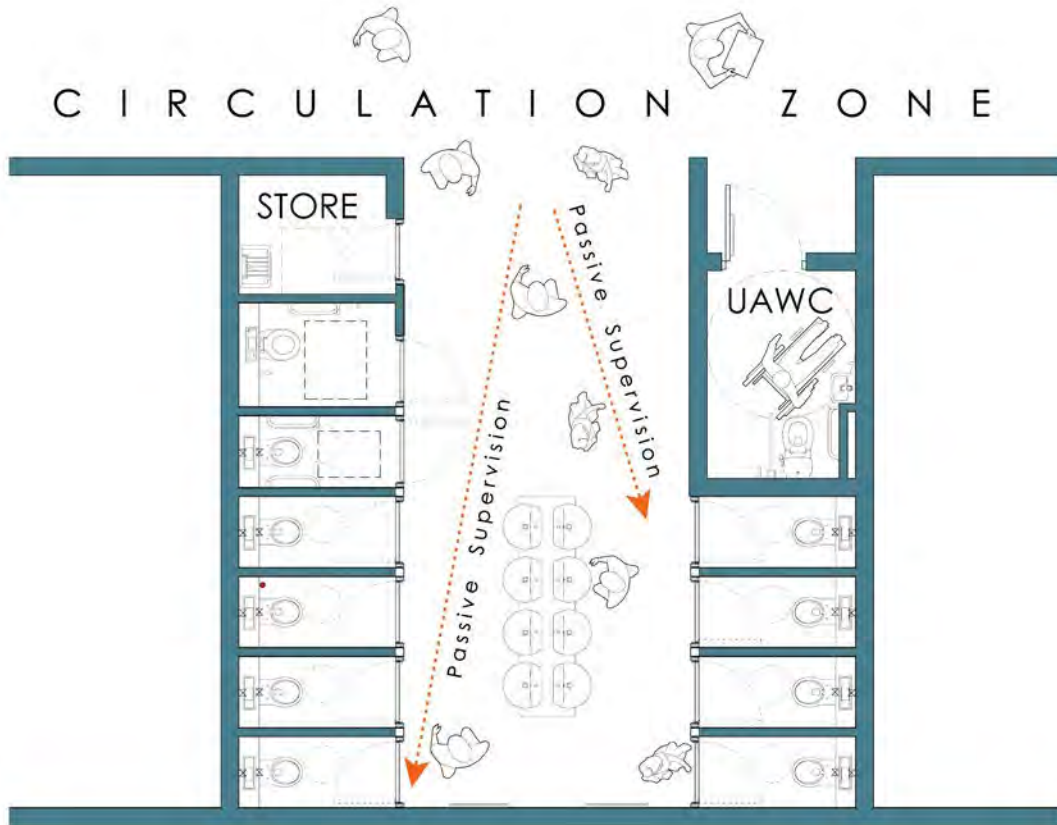 CIRCULATION ZONE
STORE
Passive Supervision
UAWC
Passive Supervision